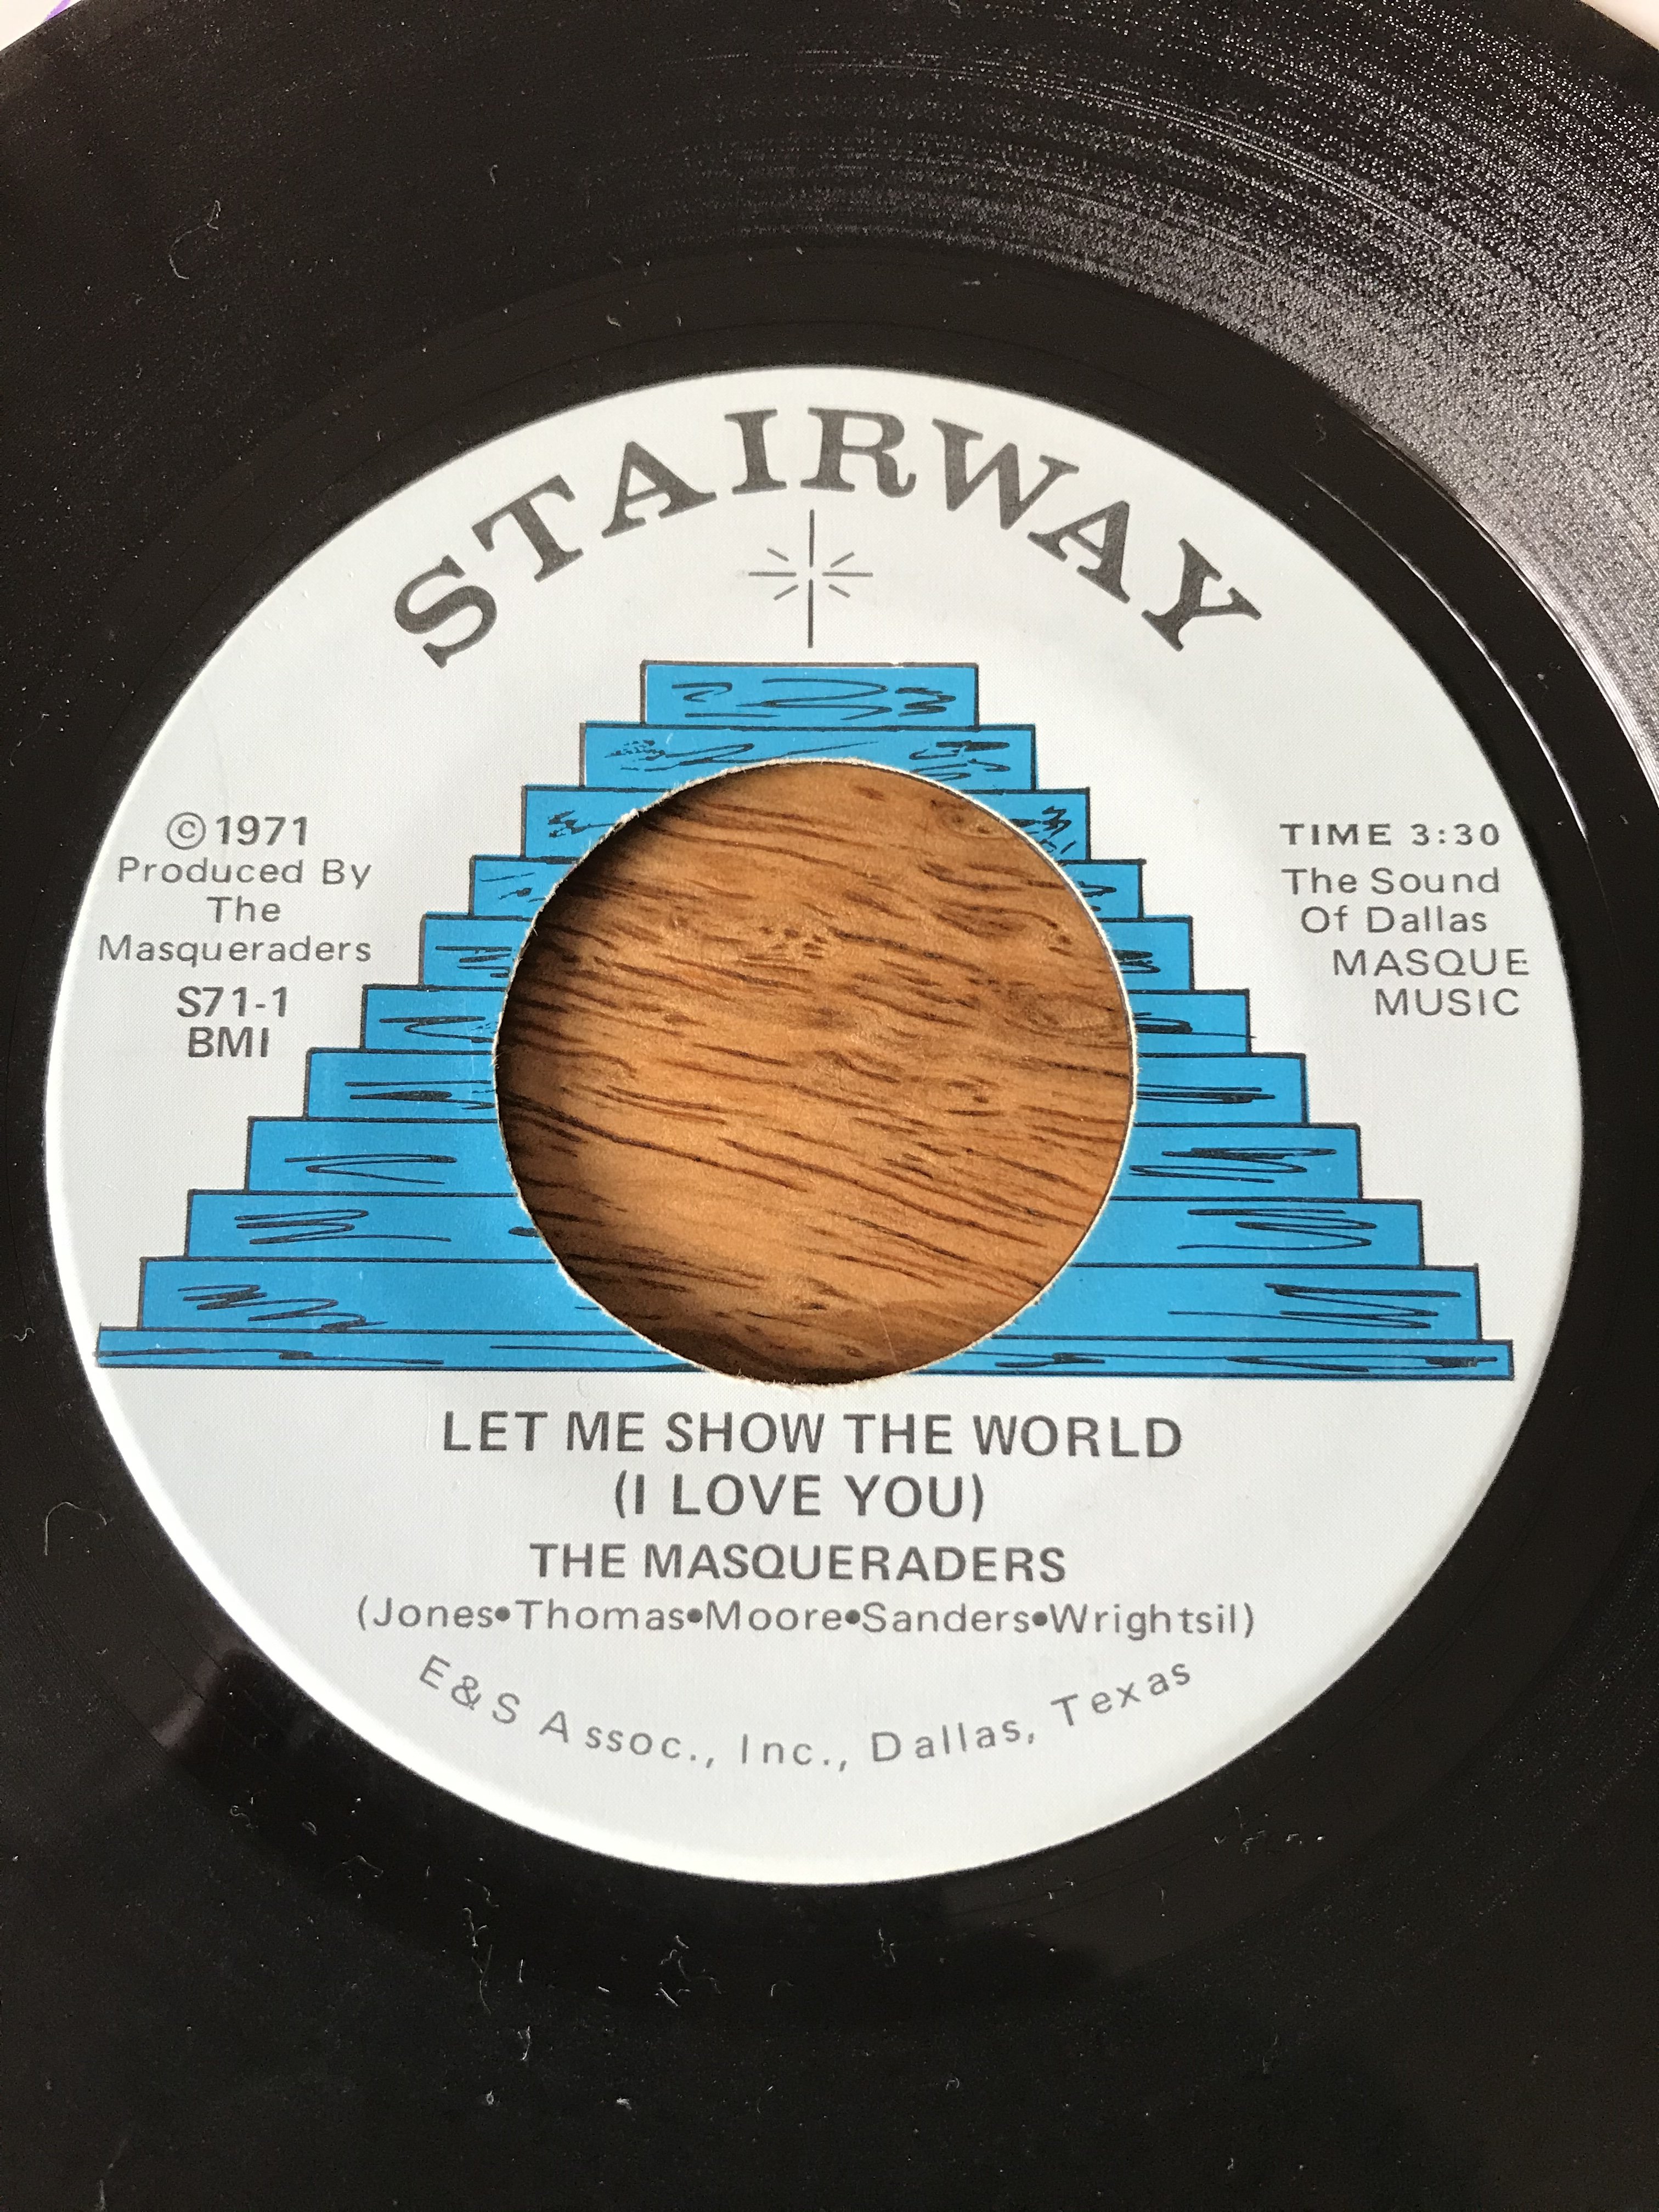 STAIRWAY
©1971
Produced By
The
Masqueraders
S71-1
BMI
TIME 3:30
The Sound
Of Dallas
MASQUE
MUSIC
LET ME SHOW THE WORLD
(I LOVE YOU)
THE MASQUERADERS
(Jones•Thomas•Moore•Sanders•Wrightsil)
E&S Assoc., Inc., Dallas, Texas